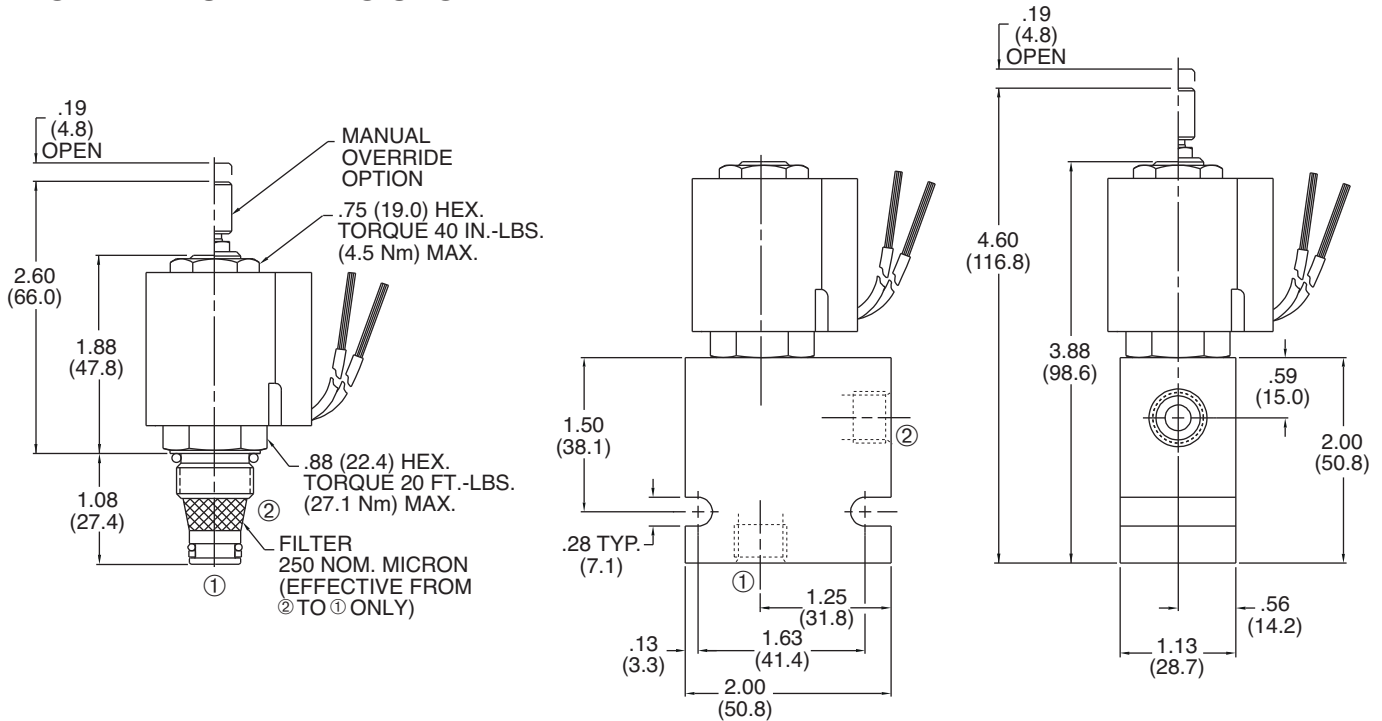 .19
(4.8)
OPEN
MANUAL
OVERRIDE
OPTION
.75 (19.0) HEX.
TORQUE 40 IN.-LBS.
(4.5 Nm) MAX.
2.60
(66.0)
1.88
(47.8)
1.08
(27.4)
.88 (22.4) HEX.
TORQUE 20 FT.-LBS.
(27.1 Nm) MAX.
②
FILTER
250 NOM. MICRON
(EFFECTIVE FROM
② TO ① ONLY)
①
1.50
(38.1)
②
.28 TYP.
(7.1)
①
1.25
(31.8)
.13
(3.3)
1.63
(41.4)
2.00
(50.8)
.19
(4.8)
OPEN
4.60
(116.8)
3.88
(98.6)
.59
(15.0)
2.00
(50.8)
.56
(14.2)
1.13
(28.7)